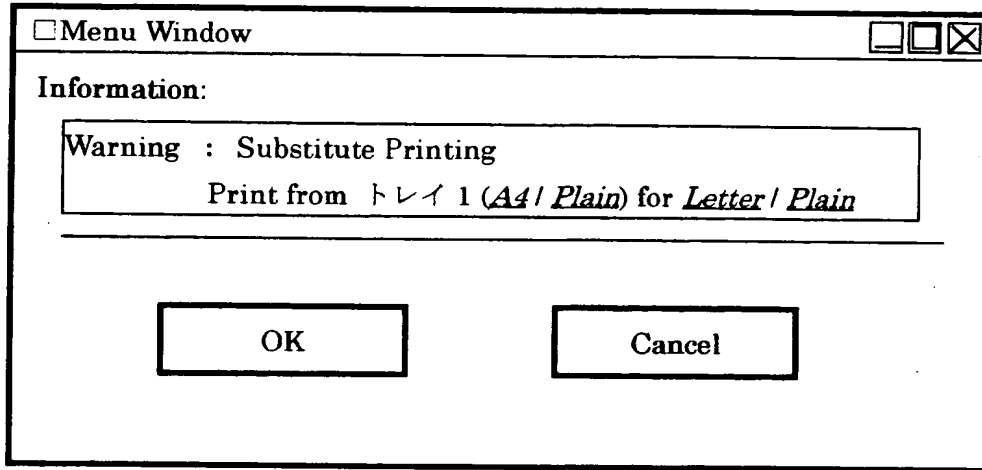 Menu Window
Information:
Warning : Substitute Printing
Print from トレイ 1 (A4 / Plain) for Letter / Plain
OK
Cancel